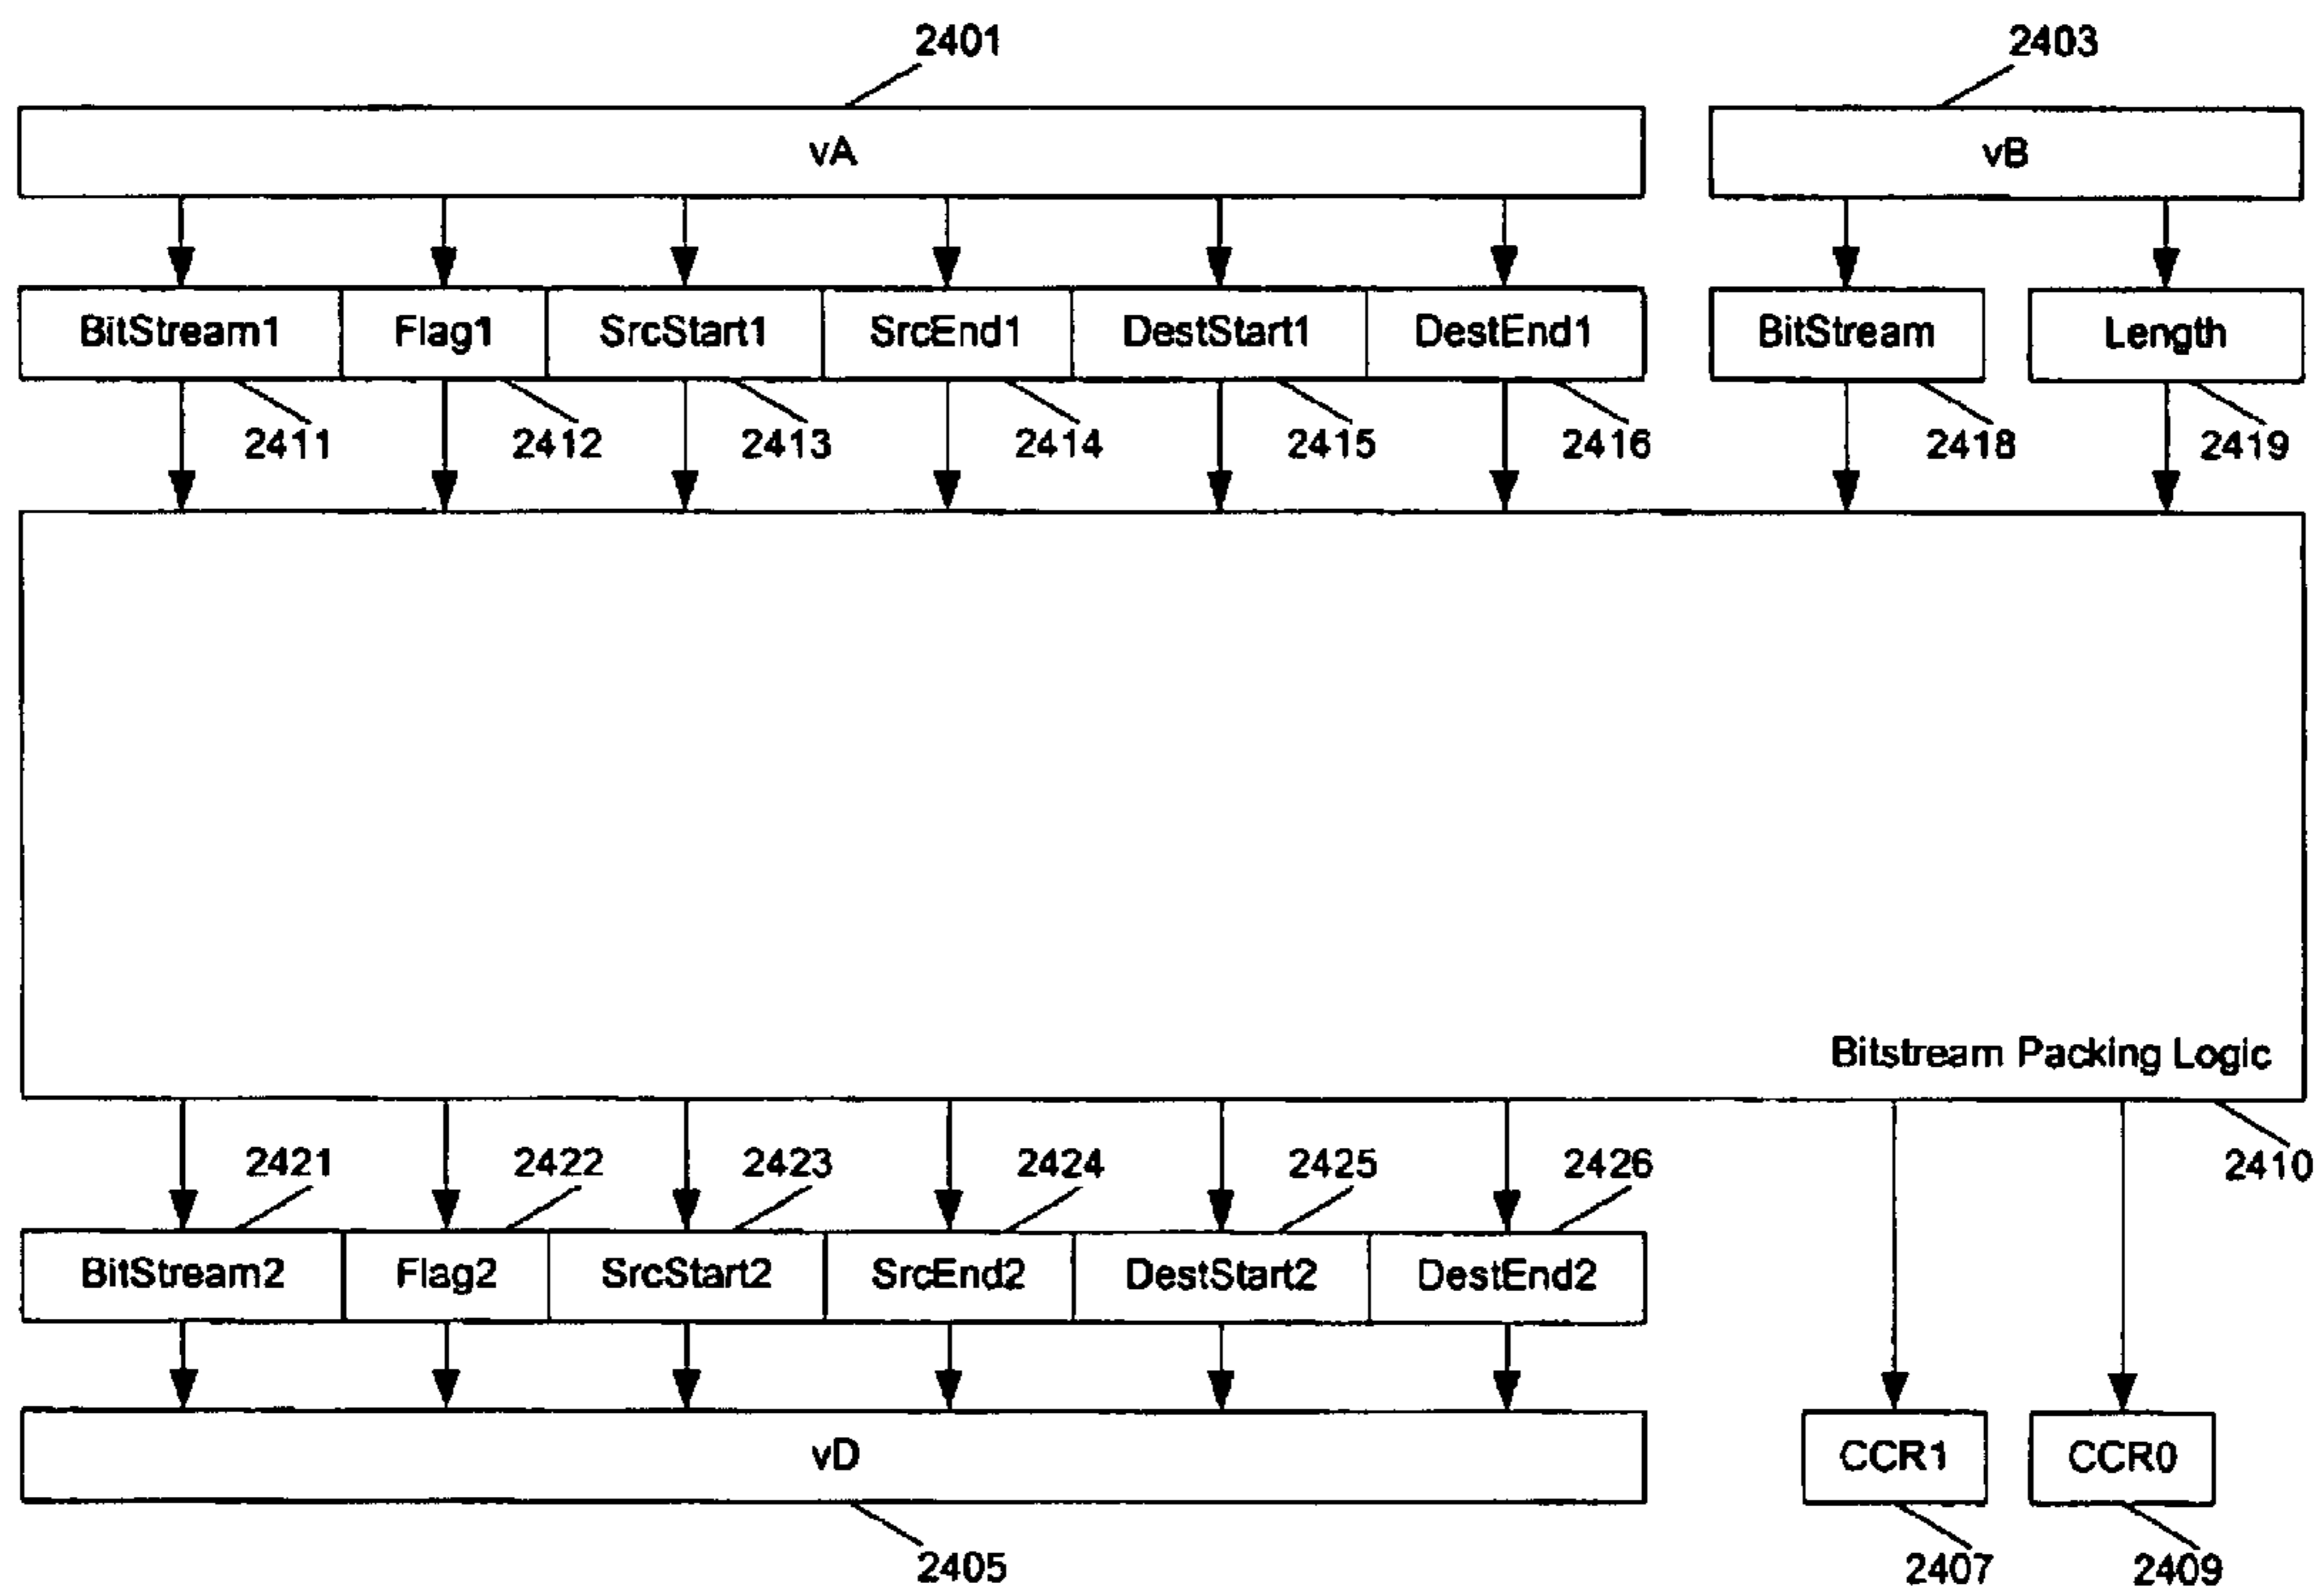 2401 2403
vA vB
BitStream1 Flag1 SrcStart1 SrcEnd1 DestStart1 DestEnd1 BitStream Length
2411 2412 2413 2414 2415 2416 2418 2419
Bitstream Packing Logic
2421 2422 2423 2424 2425 2426 2410
BitStream2 Flag2 SrcStart2 SrcEnd2 DestStart2 DestEnd2
vD CCR1 CCR0
2405 2407 2409